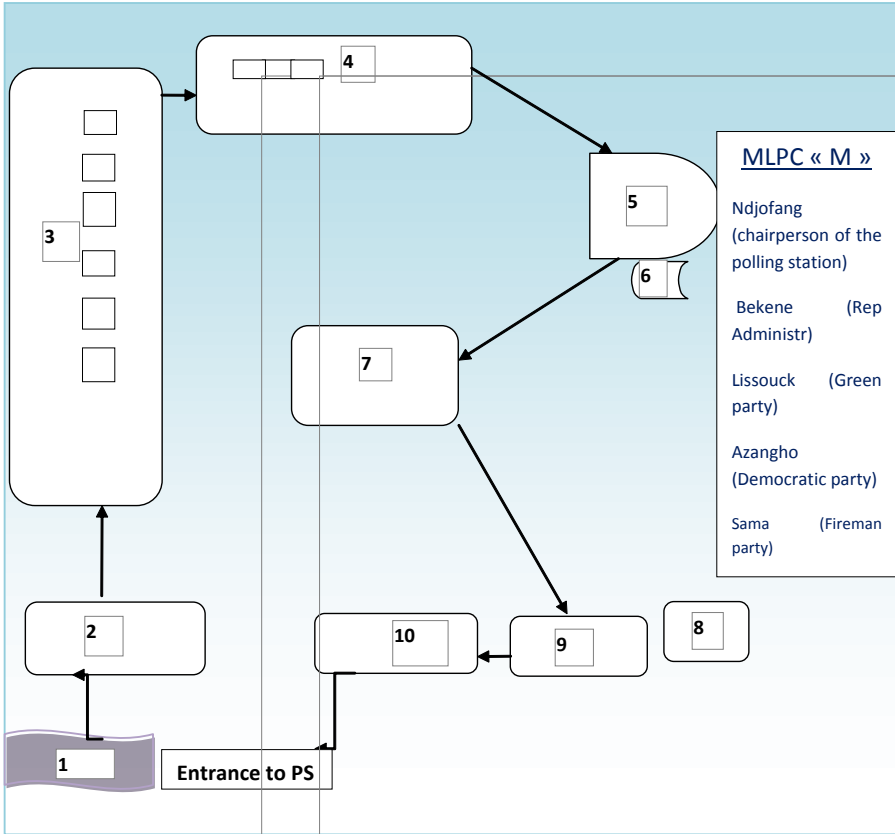 4
MLPC « M »
5
Ndjofang
(chairperson of the
polling station)
3
6
Bekene (Rep
Administr)
7
Lissouck (Green
party)
Azangho
(Democratic party)
Sama (Fireman
party)
2
10
9
8
1
Entrance to PS